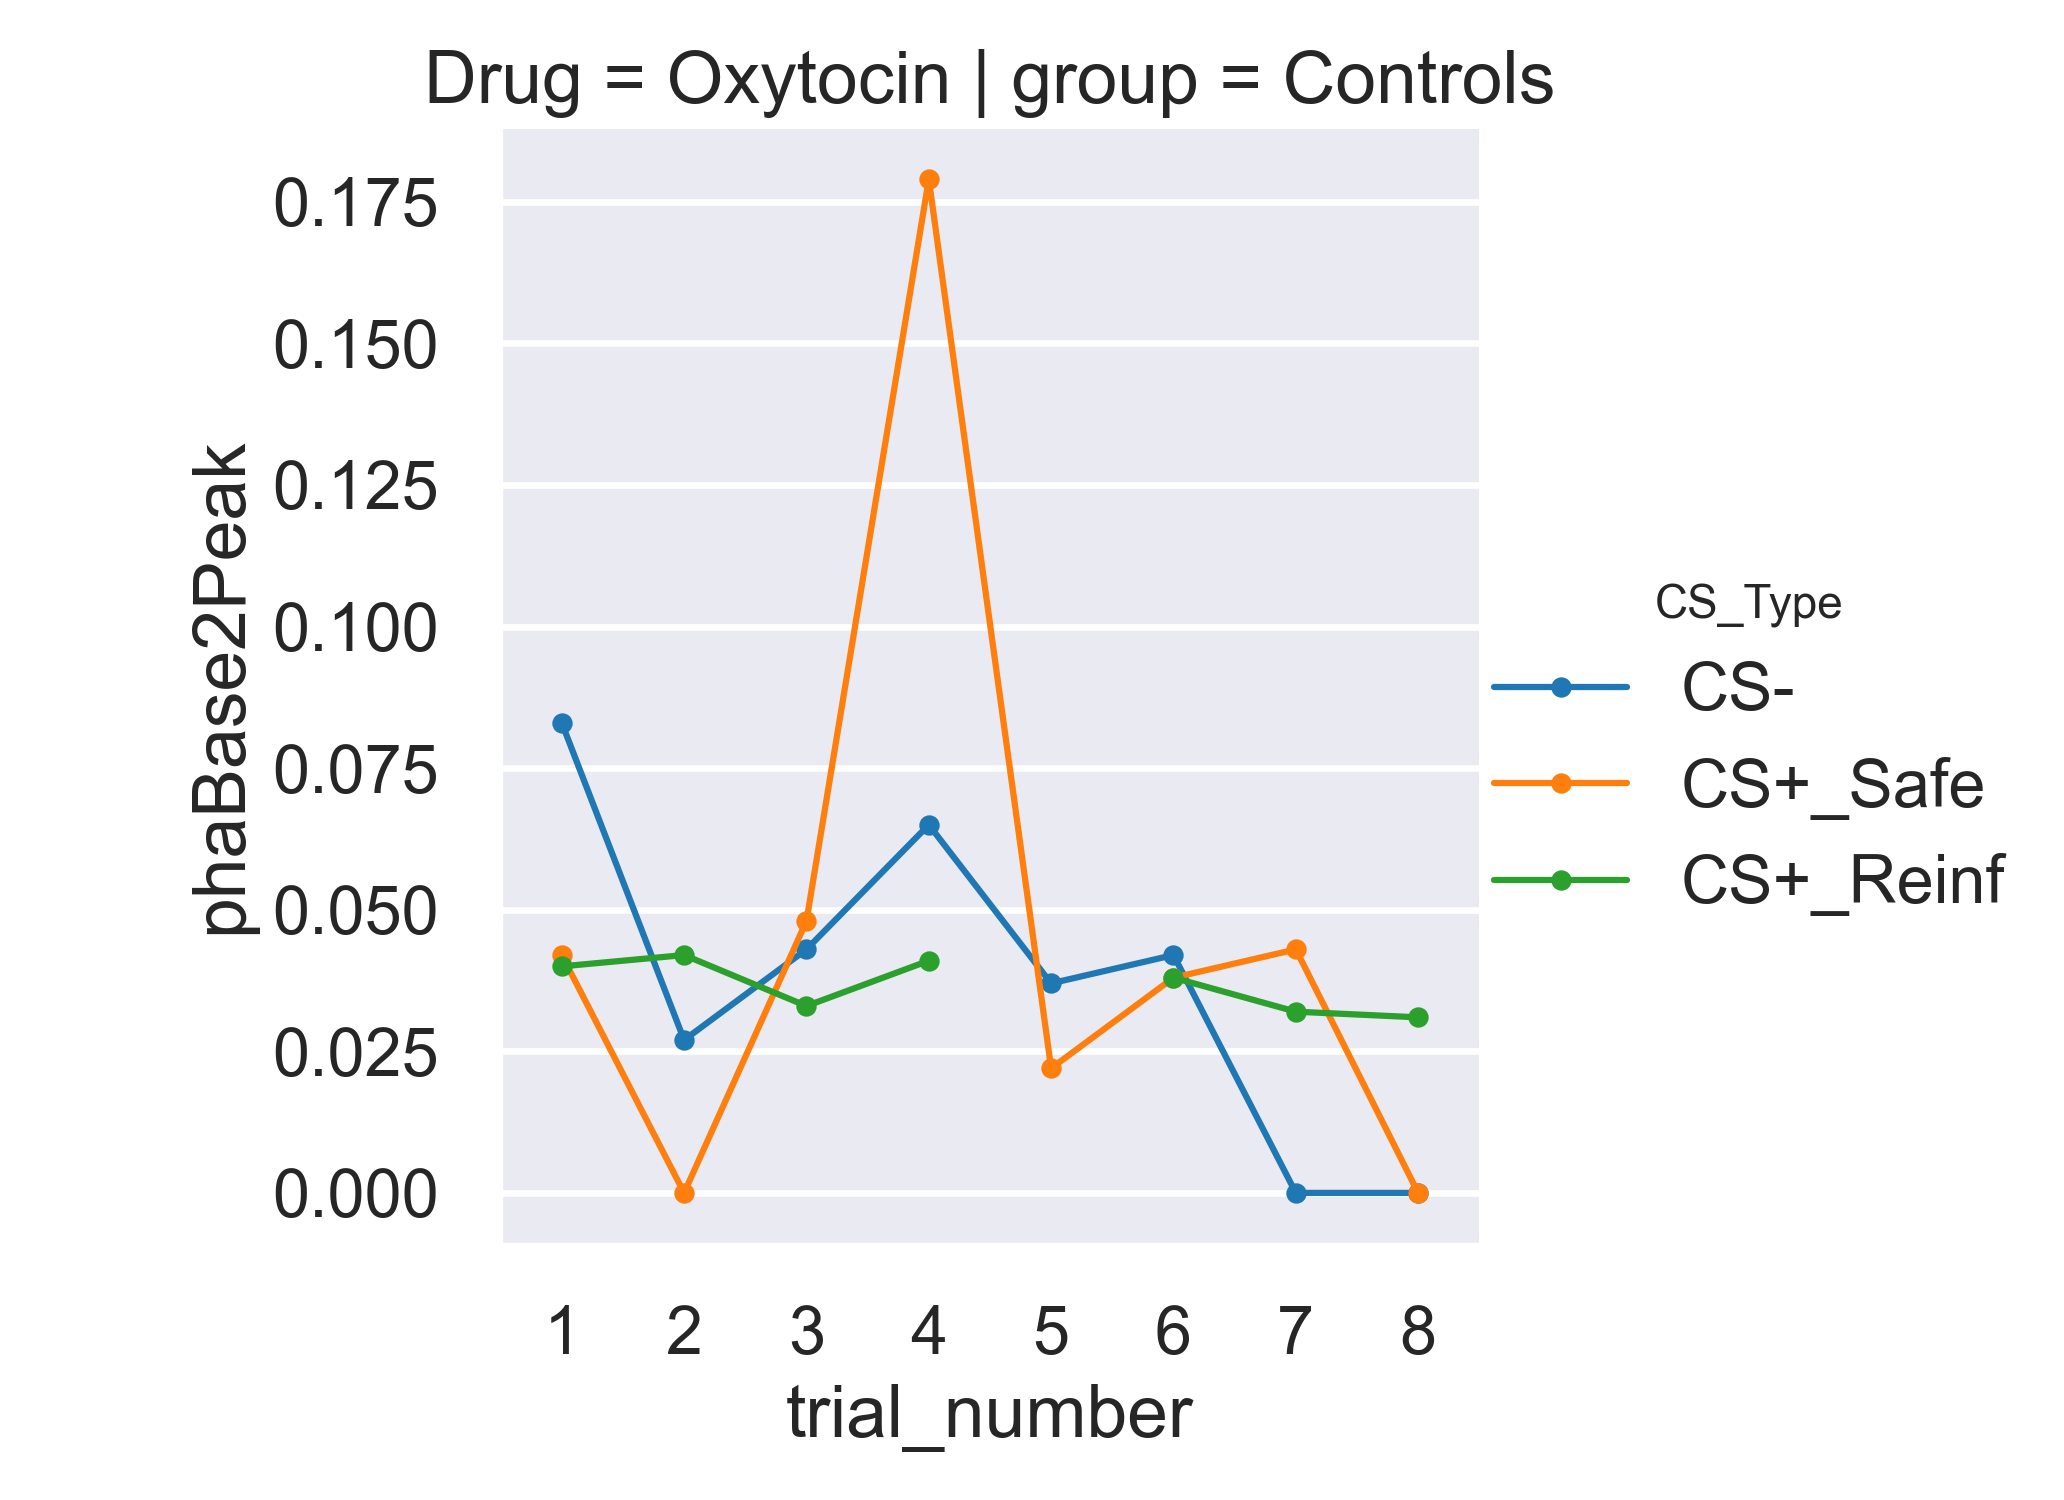 Drug = Oxytocin | group = Controls
0.175
0.150
0.125
0.100
0.075
0.050
0.025
0.000
phaBase2Peak
1 2 3 4 5 6 7 8
trial_number
CS_Type
CS-
CS+_Safe
CS+_Reinf